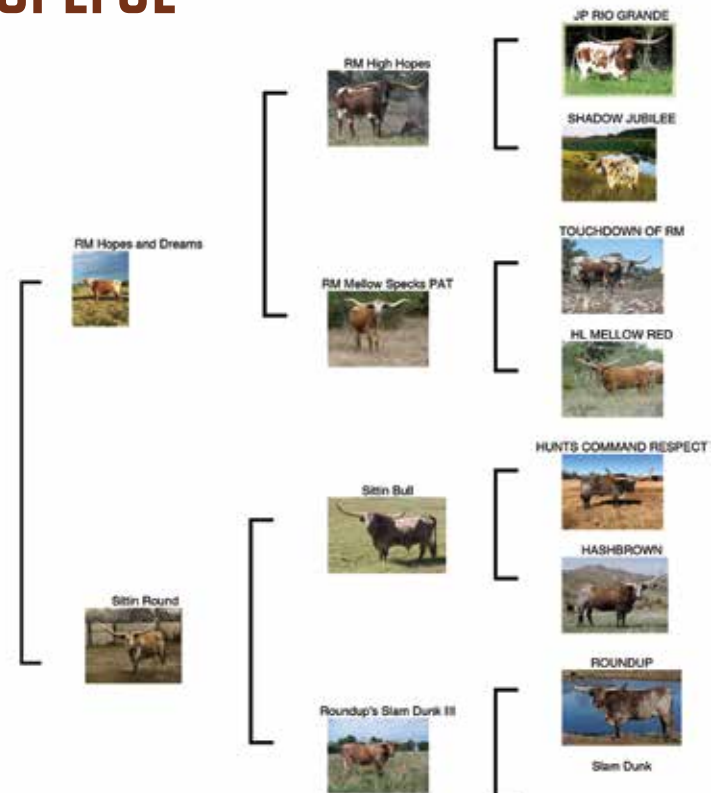 JP RIO GRANDE
RM High Hopes
SHADOW JUBILEE
TOUCHDOWN OF RM
RM Hopes and Dreams
RM Mellow Specks PAT
HL MELLOW RED
HUNTS COMMAND RESPECT
Sittin Bull
HASHBROWN
Sittin Round
ROUNDUP
Roundup's Slam Dunk III
Slam Dunk